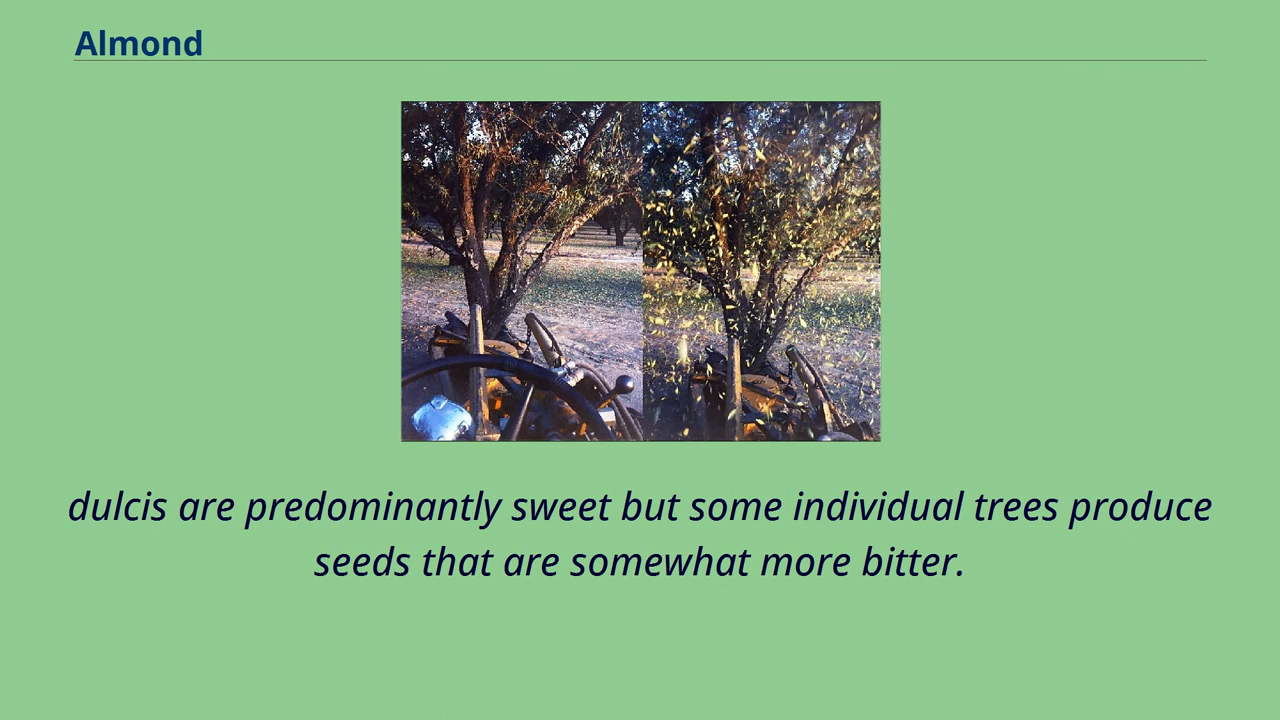 Almond
dulcis are predominantly sweet but some individual trees produce
seeds that are somewhat more bitter.